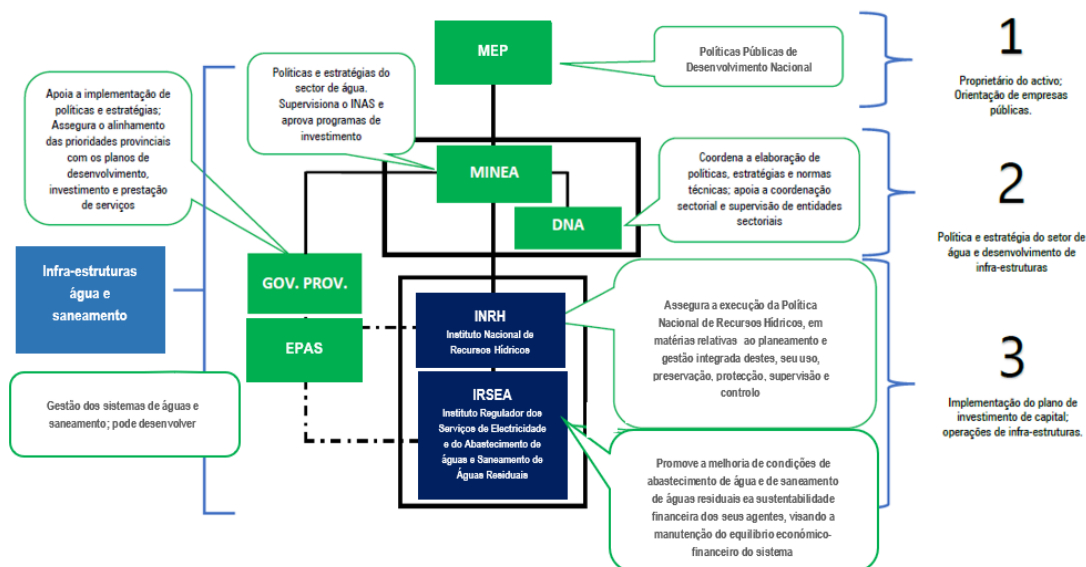 MEP
Políticas Públicas de
Desenvolvimento Nacional
1
Proprietário do activo;
Orientação de empresas
públicas.
Apoia a implementação de
políticas e estratégias;
Assegura o alinhamento
das prioridades provinciais
com os planos de
desenvolvimento,
investimento e prestação
de serviços
Políticas e estratégias do
sector de água.
Supervisiona o INAS e
aprova programas de
investimento
MINEA
DNA
Coordena a elaboração de
políticas, estratégias e normas
técnicas; apoia a coordenação
sectorial e supervisão de entidades
sectoriais
2
Política e estratégia do setor de
água e desenvolvimento de
infra-estruturas
Infra-estruturas
água e
saneamento
GOV. PROV.
EPAS
Gestão dos sistemas de águas e
saneamento; pode desenvolver
INRH
Instituto Nacional de
Recursos Hídricos
IRSEA
Instituto Regulador dos
Serviços de Electricidade
e do Abastecimento de
águas e Saneamento de
Águas Residuais
Assegura a execução da Política
Nacional de Recursos Hídricos, em
matérias relativas ao planeamento e
gestão integrada destes, seu uso,
preservação, protecção, supervisão e
controlo
Promove a melhoria de condições de
abastecimento de água e de saneamento
de águas residuais ea sustentabilidade
financeira dos seus agentes, visando a
manutenção do equilíbrio económico-
financeiro do sistema
3
Implementação do plano de
investimento de capital;
operações de infra-estruturas.